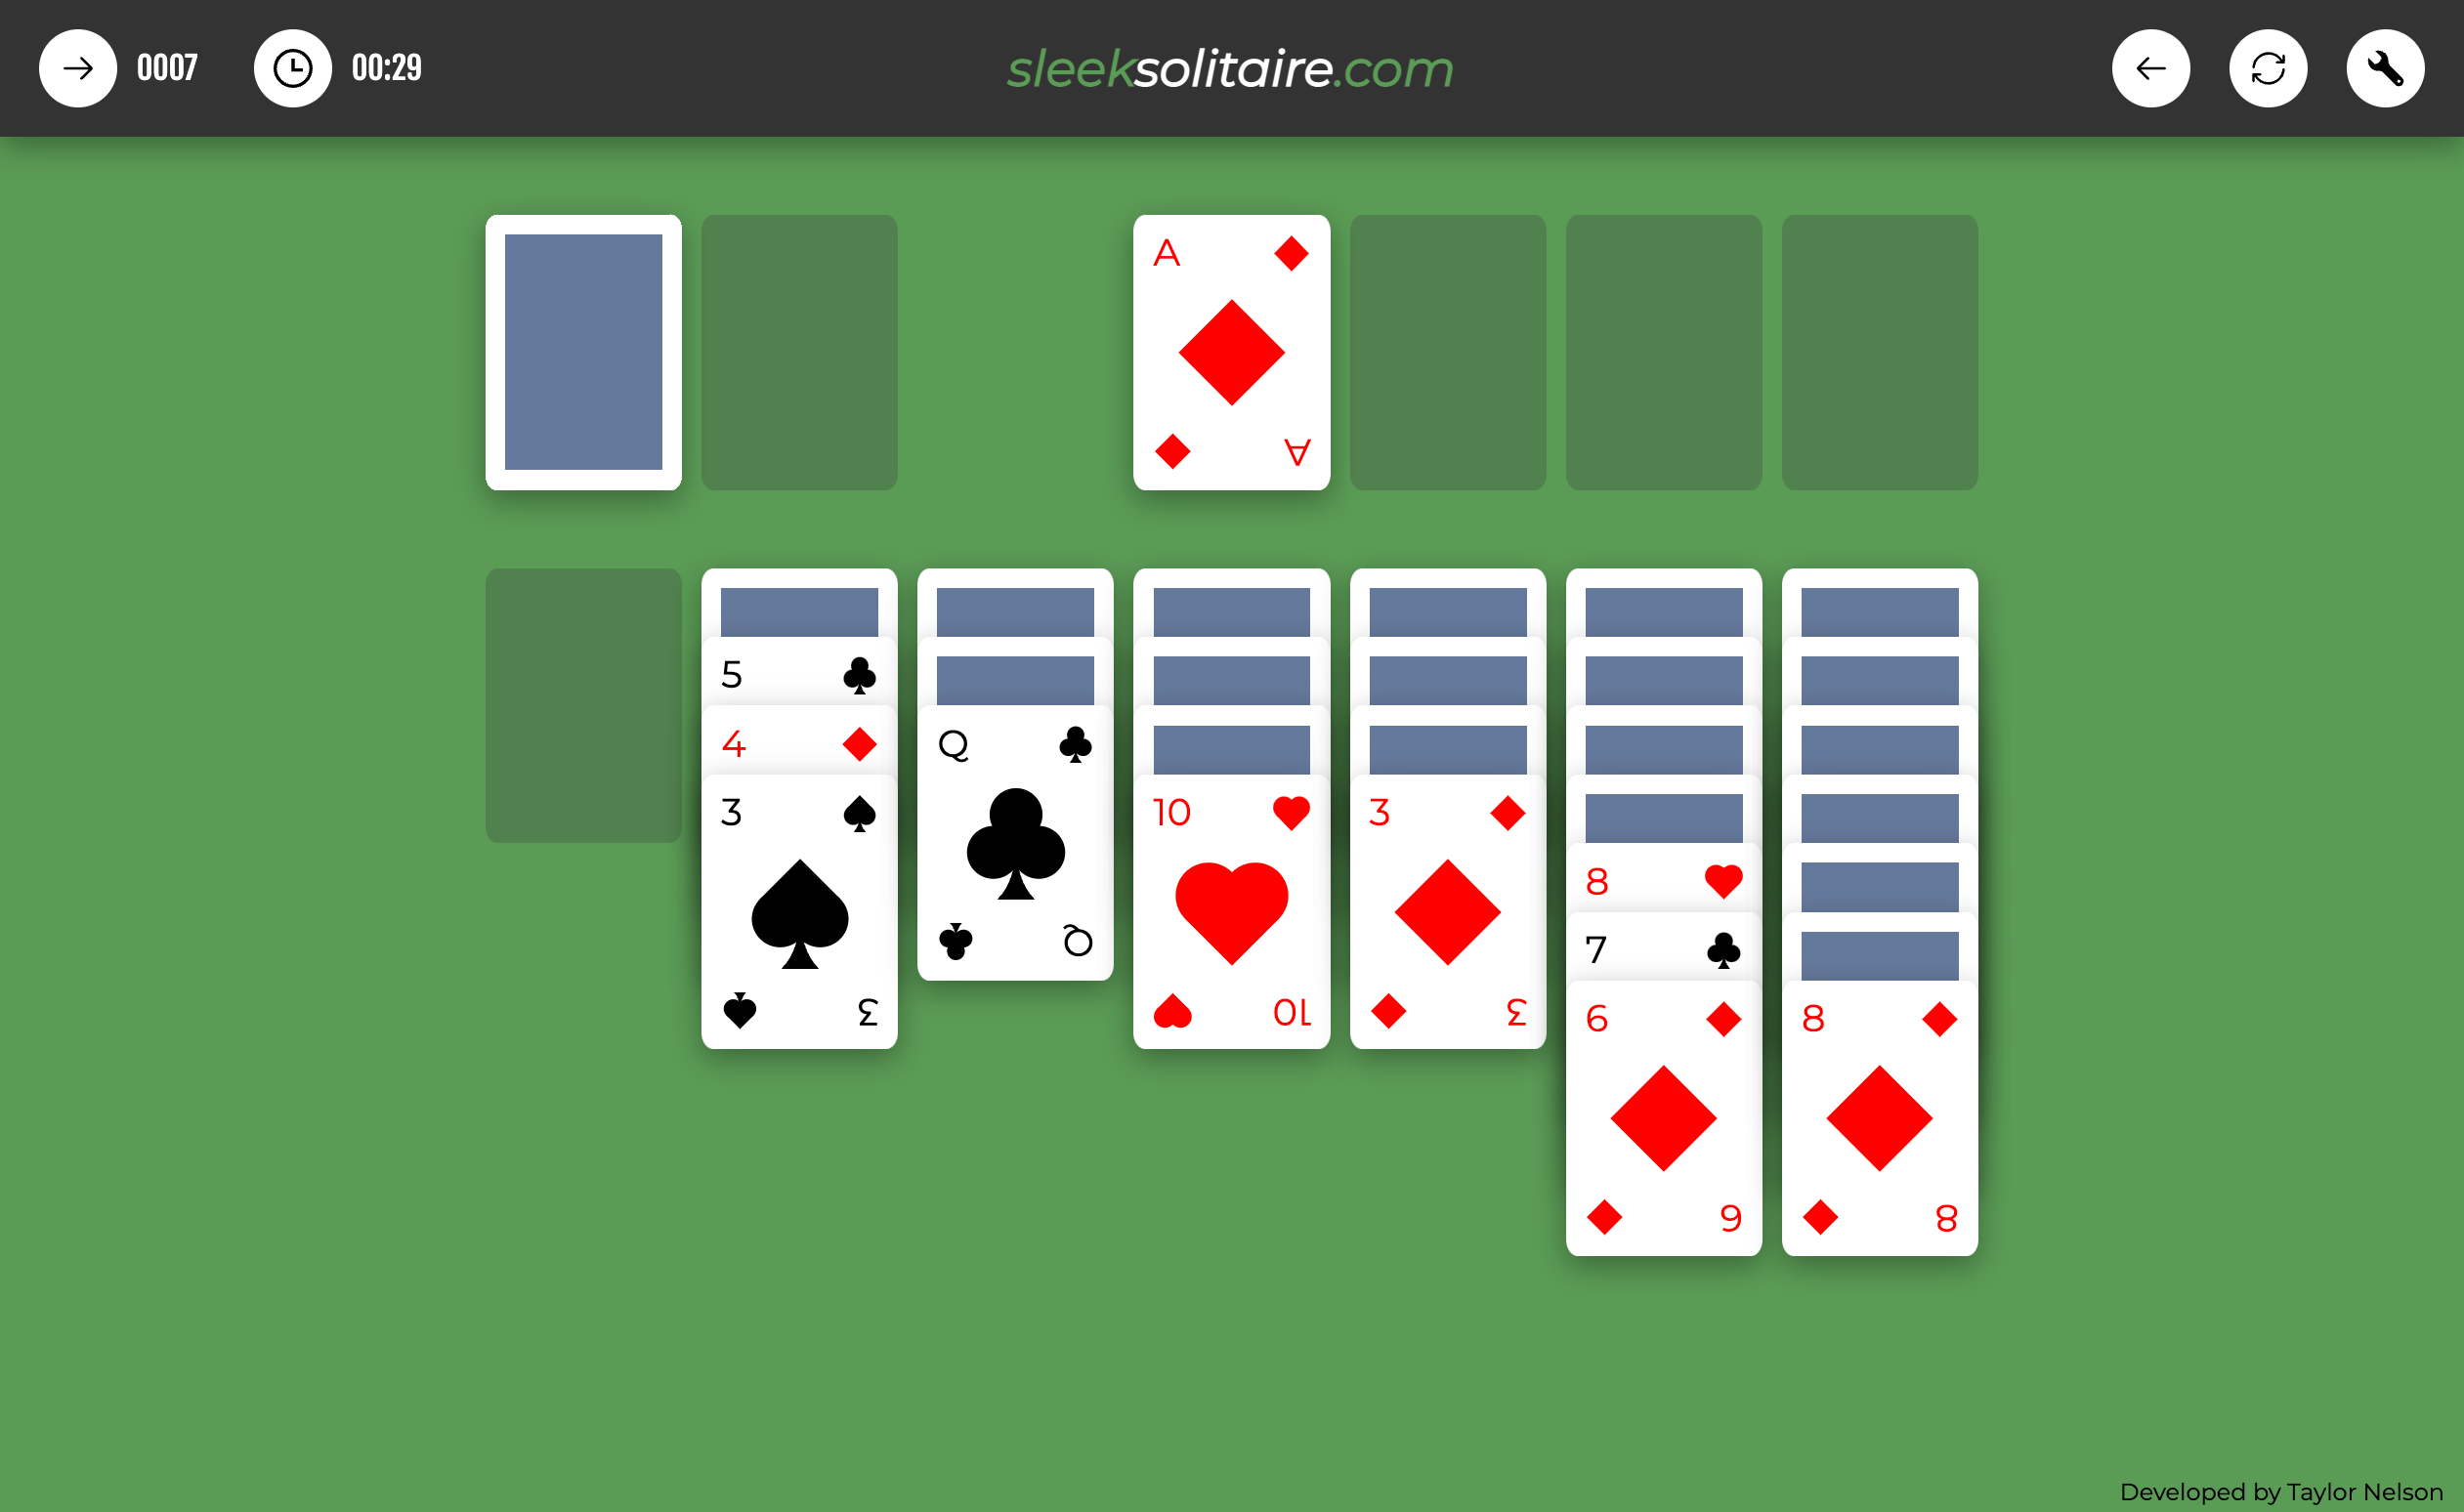 0007 00:29 sleeksolitaire.com
A
A
5
4 Q
3 10 3
8
Q 7
3 10 3 6 8
6 8
Developed by Taylor Nelson